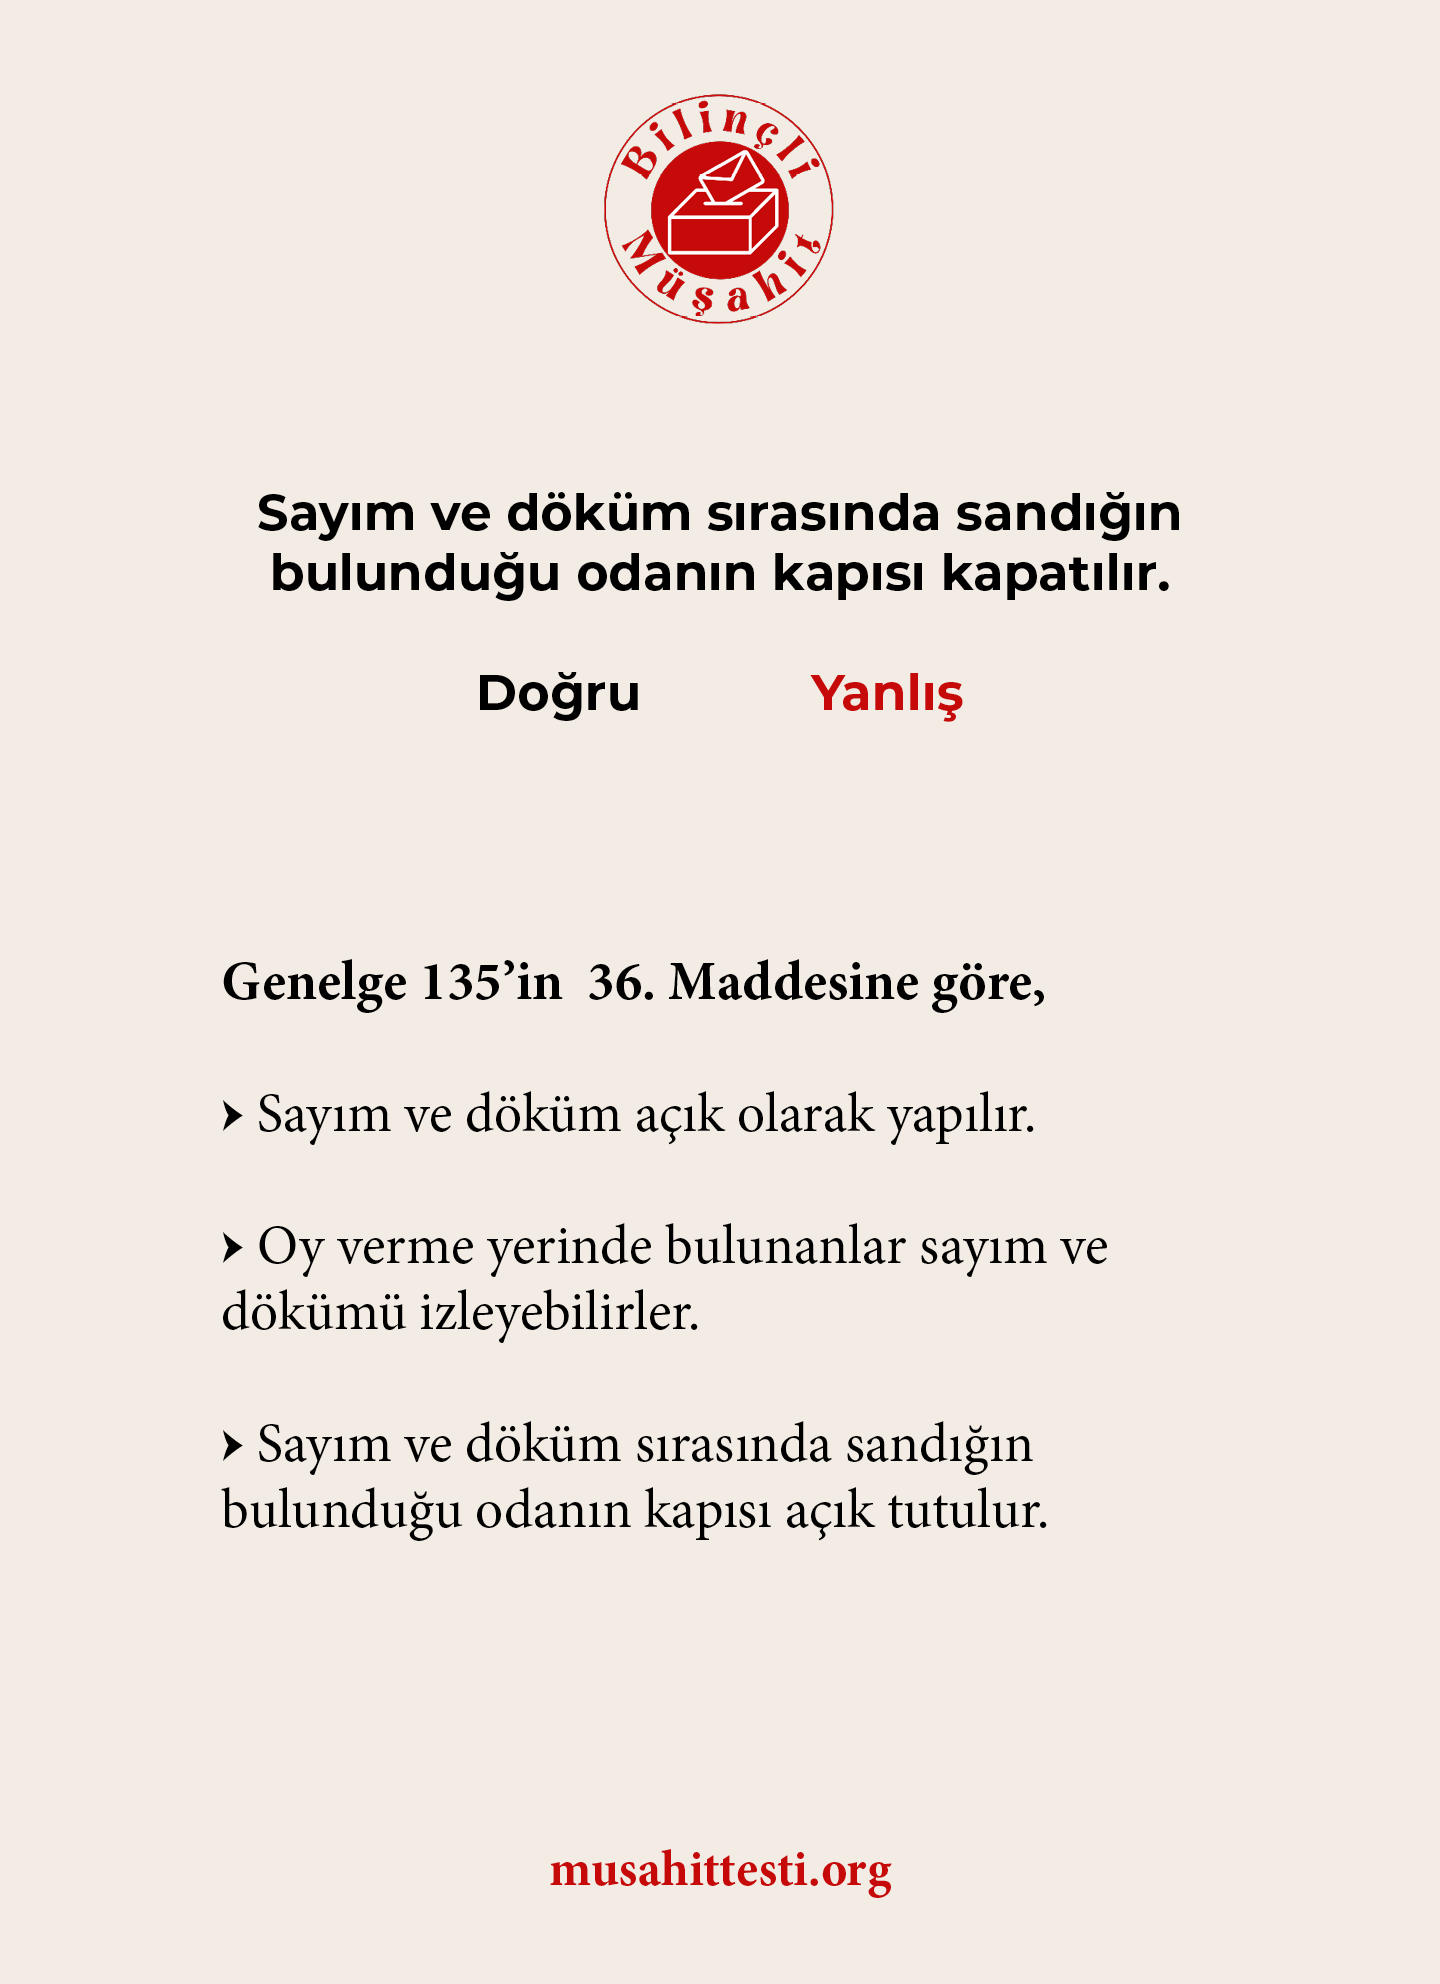 Bilinçli
Müşahit
Sayım ve döküm sırasında sandığın
bulunduğu odanın kapısı kapatılır.
Doğru Yanlış
Genelge 135’in  36. Maddesine göre,
➤ Sayım ve döküm açık olarak yapılır.
➤ Oy verme yerinde bulunanlar sayım ve
dökümü izleyebilirler.
➤ Sayım ve döküm sırasında sandığın
bulunduğu odanın kapısı açık tutulur.
musahittesti.org